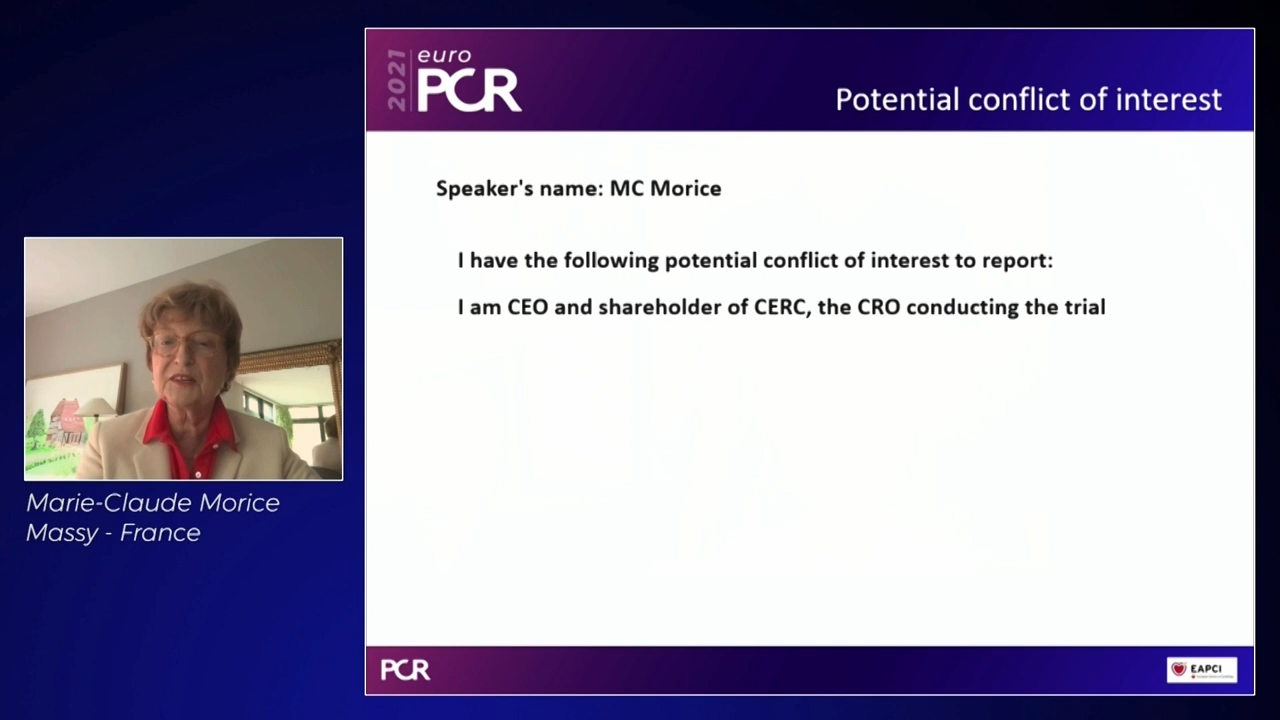 2021 euro
PCR
Potential conflict of interest
Speaker's name: MC Morice
I have the following potential conflict of interest to report:
I am CEO and shareholder of CERC, the CRO conducting the trial
Marie-Claude Morice
Massy - France
PCR
EAPCI